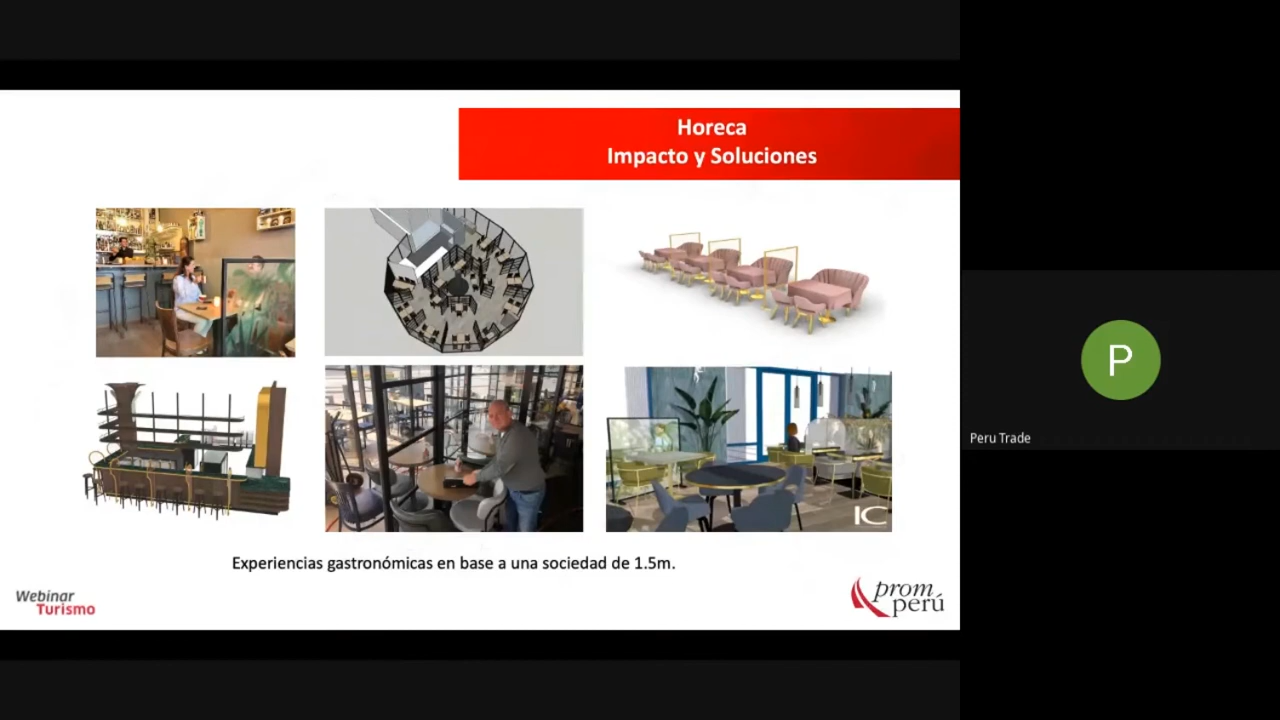 Horeca
Impacto y Soluciones
IC
Experiencias gastronómicas en base a una sociedad de 1.5m.
Webinar
Turismo
prom
perú
P
Peru Trade